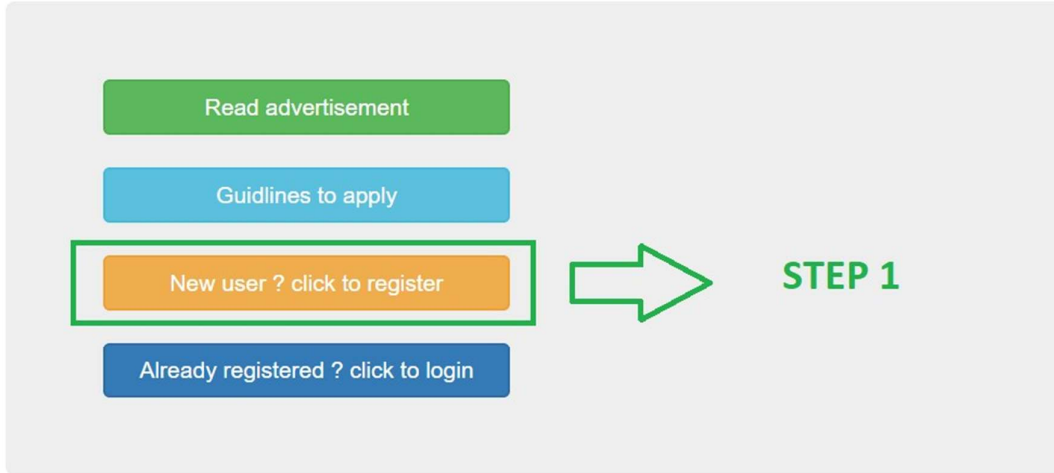 Read advertisement
Guidlines to apply
New user ? click to register
STEP 1
Already registered ? click to login